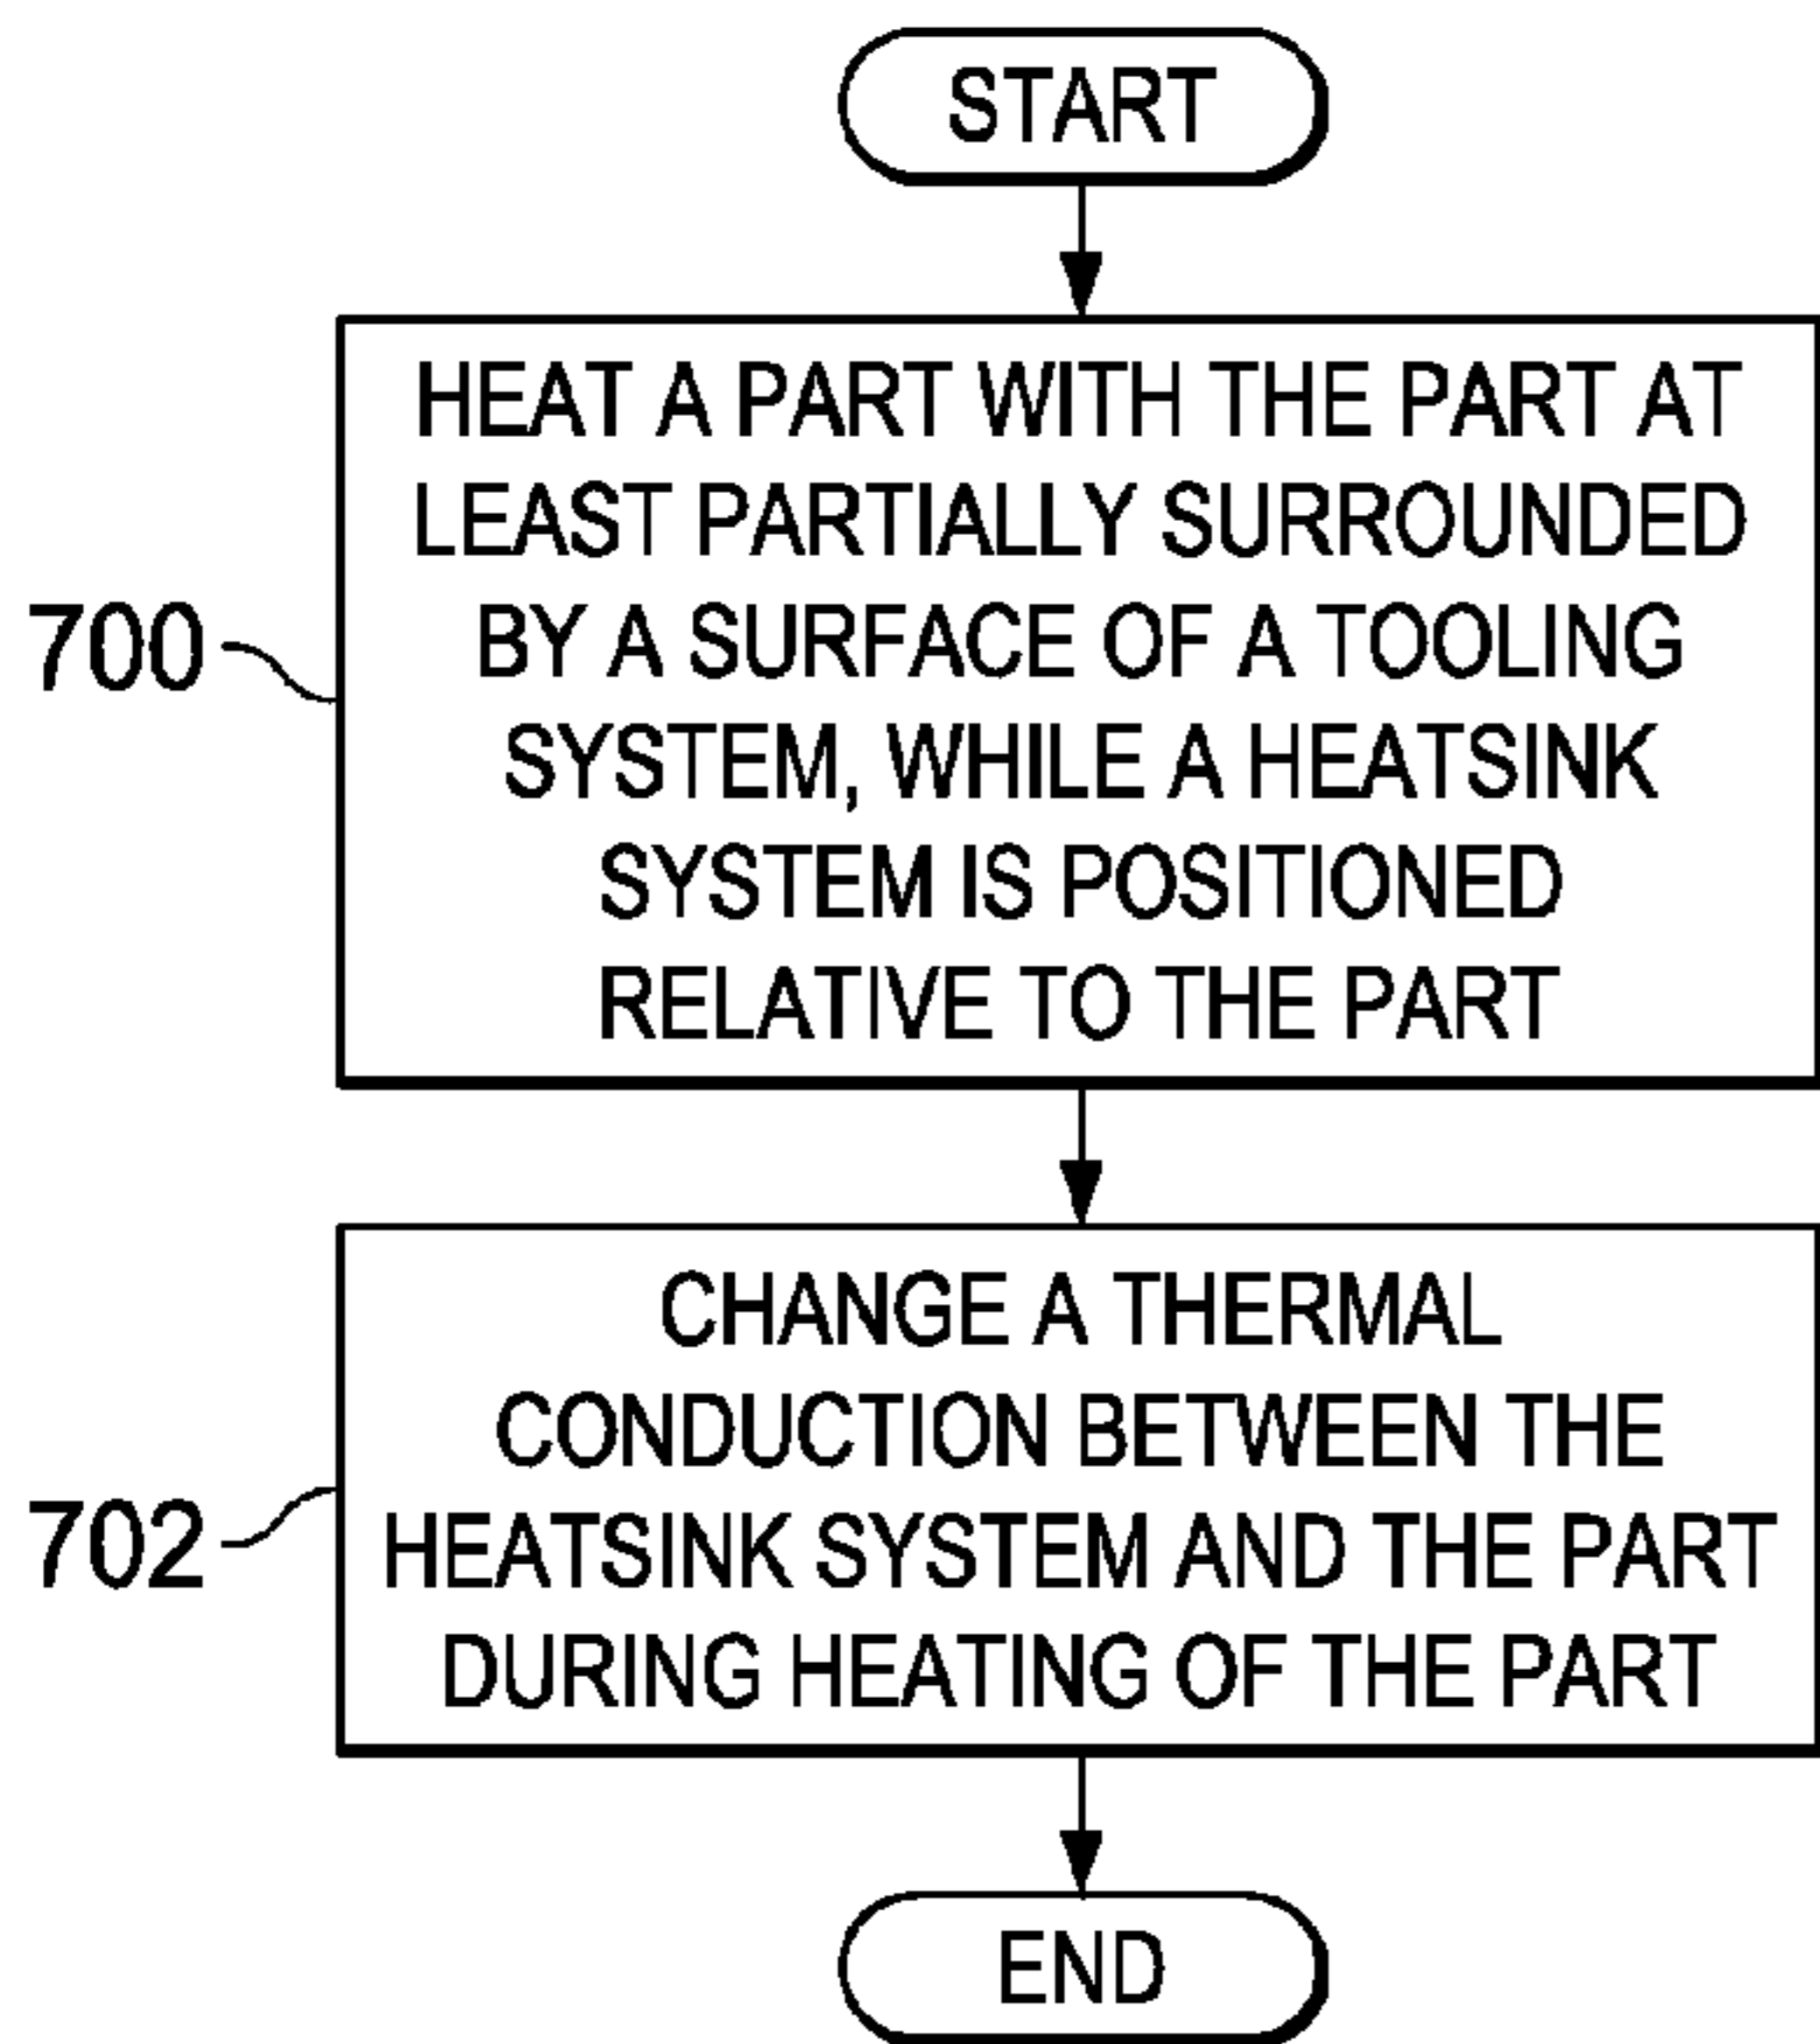 START
HEAT A PART WITH THE PART AT
LEAST PARTIALLY SURROUNDED
BY A SURFACE OF A TOOLING
SYSTEM, WHILE A HEATSINK
SYSTEM IS POSITIONED
RELATIVE TO THE PART
700
CHANGE A THERMAL
CONDUCTION BETWEEN THE
HEATSINK SYSTEM AND THE PART
DURING HEATING OF THE PART
702
END